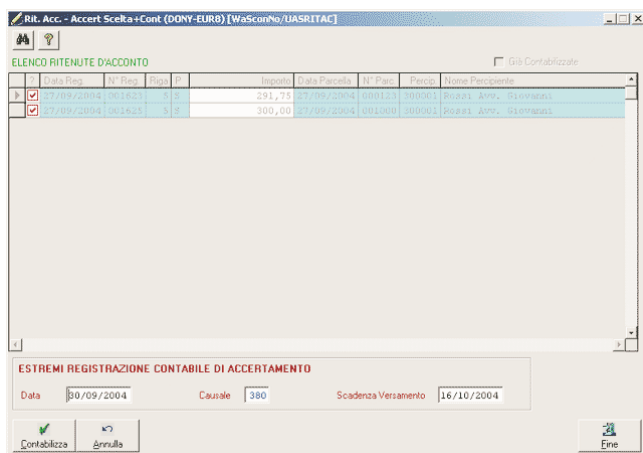 Rit. Acc. - Accert Scelta+Cont (DONY-EUR8) [WaSconNo/UASRITAC]
ELENCO RITENUTE D'ACCONTO
Già Contabilizzate
? Data Reg N° Reg Riga P Importo Data Parcella N° Parc Percip. Nome Percipiente
27/09/2004 001625 5 S 291,75 27/09/2004 000123 300001 Rossi Avv. Giovanni
27/09/2004 001625 5 S 300,00 27/09/2004 001000 300001 Rossi Avv. Giovanni
ESTREMI REGISTRAZIONE CONTABILE DI ACCERTAMENTO
Data 30/09/2004 Causale 380 Scadenza Versamento 16/10/2004
Contabilizza Annulla Fine